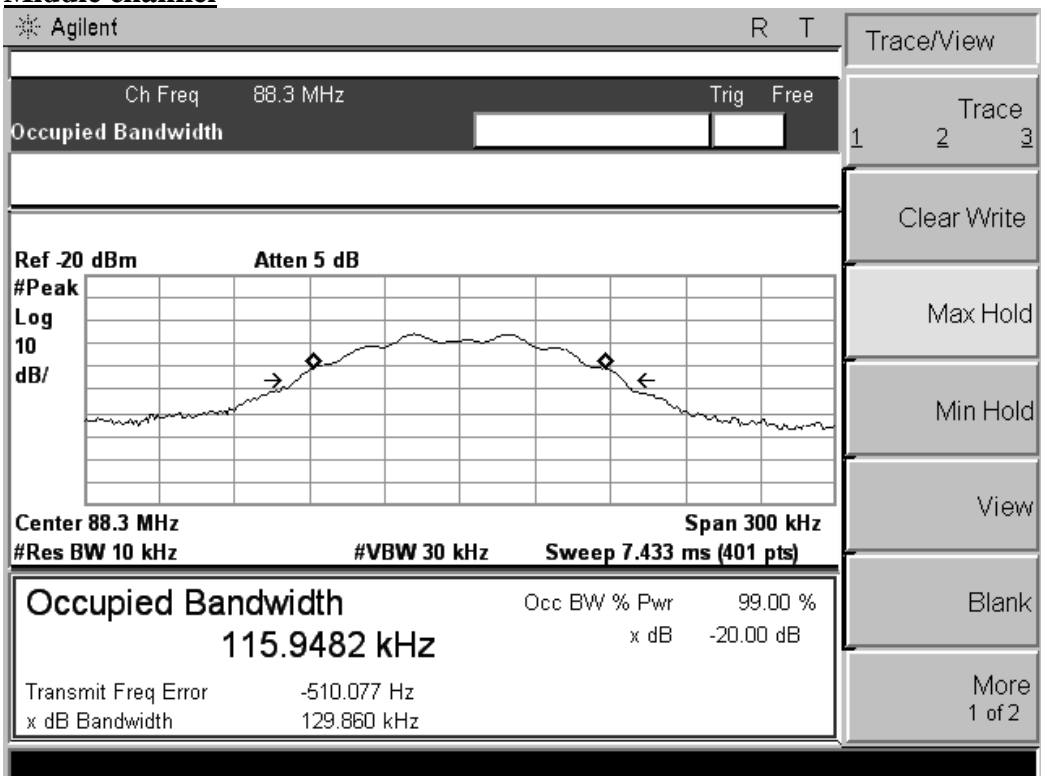 Middle channel
Agilent R T
Trace/View
Ch Freq 88.3 MHz Trig Free
Occupied Bandwidth
Trace
1 2 3
Clear Write
Max Hold
Min Hold
View
Blank
More
1 of 2
Ref -20 dBm Atten 5 dB
#Peak
Log
10
dB/
Center 88.3 MHz Span 300 kHz
#Res BW 10 kHz #VBW 30 kHz Sweep 7.433 ms (401 pts)
Occupied Bandwidth
115.9482 kHz
Occ BW % Pwr 99.00 %
x dB -20.00 dB
Transmit Freq Error -510.077 Hz
x dB Bandwidth 129.860 kHz